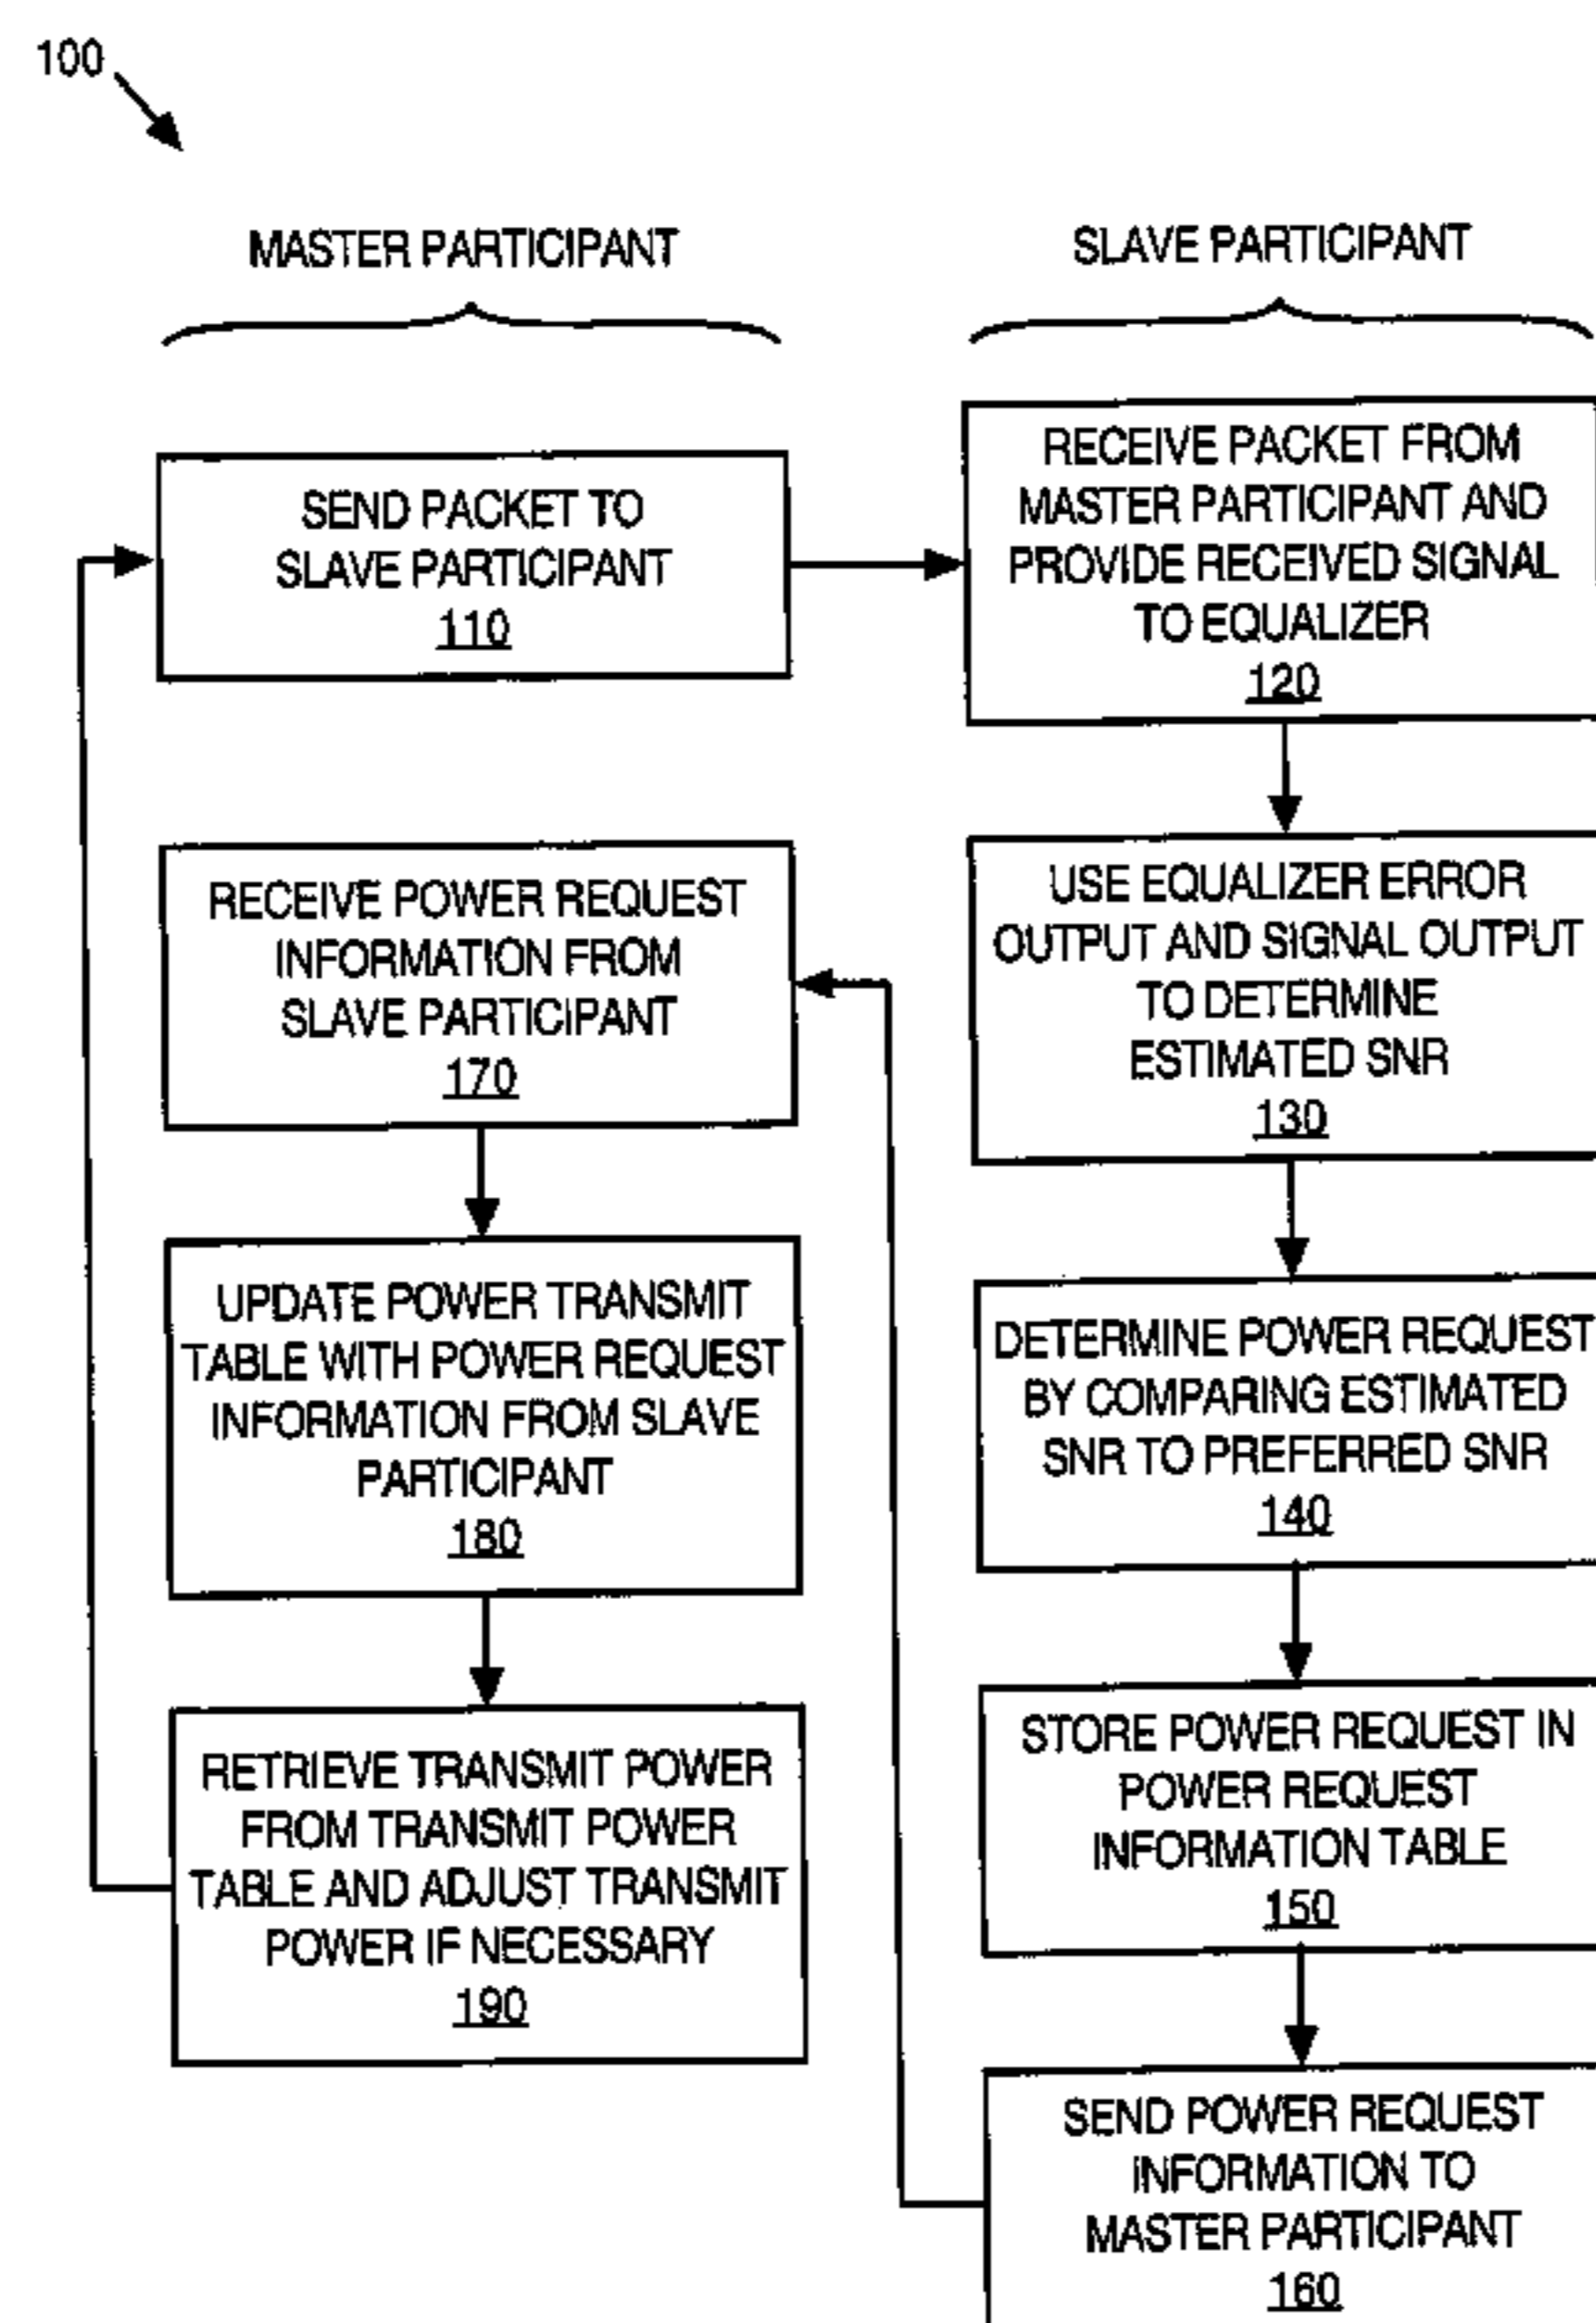 100
MASTER PARTICIPANT
SLAVE PARTICIPANT
SEND PACKET TO
SLAVE PARTICIPANT
110
RECEIVE PACKET FROM
MASTER PARTICIPANT AND
PROVIDE RECEIVED SIGNAL
TO EQUALIZER
120
USE EQUALIZER ERROR
OUTPUT AND SIGNAL OUTPUT
TO DETERMINE
ESTIMATED SNR
130
DETERMINE POWER REQUEST
BY COMPARING ESTIMATED
SNR TO PREFERRED SNR
140
STORE POWER REQUEST IN
POWER REQUEST
INFORMATION TABLE
150
SEND POWER REQUEST
INFORMATION TO
MASTER PARTICIPANT
160
RECEIVE POWER REQUEST
INFORMATION FROM
SLAVE PARTICIPANT
170
UPDATE POWER TRANSMIT
TABLE WITH POWER REQUEST
INFORMATION FROM SLAVE
PARTICIPANT
180
RETRIEVE TRANSMIT POWER
FROM TRANSMIT POWER
TABLE AND ADJUST TRANSMIT
POWER IF NECESSARY
190